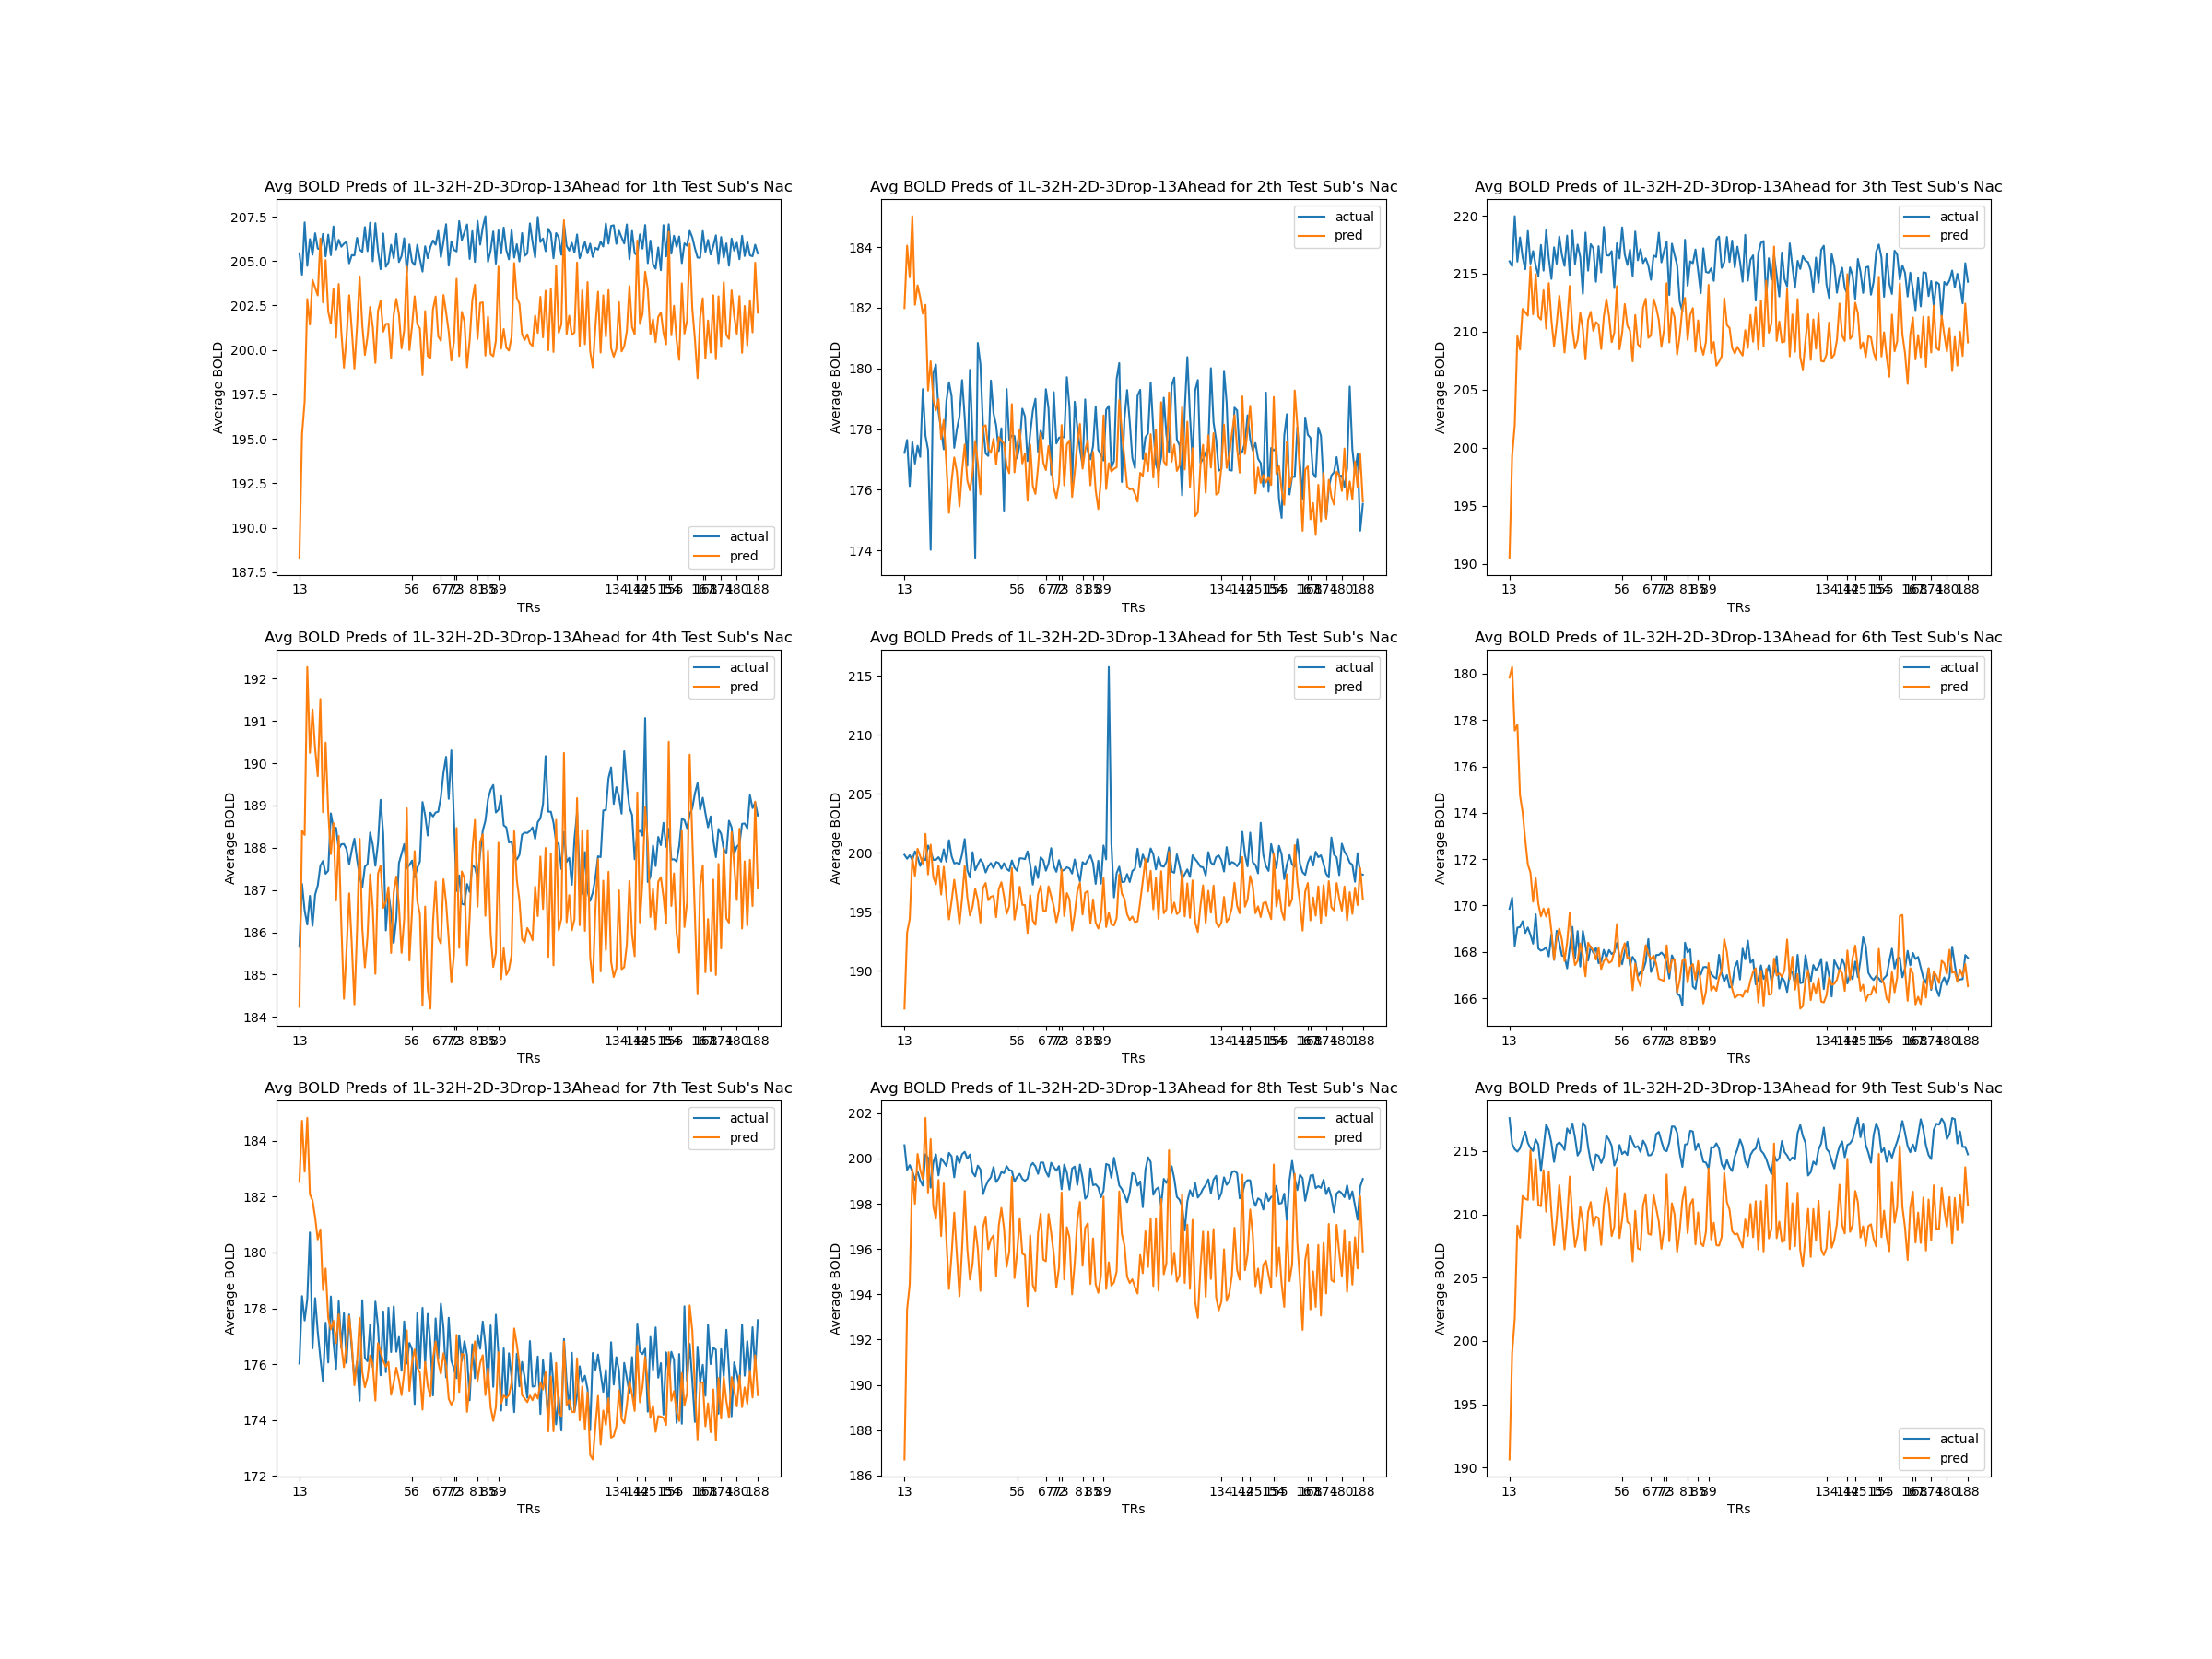 Avg BOLD Preds of 1L-32H-2D-3Drop-13Ahead for 1th Test Sub's Nac
207.5
205.0
202.5
200.0
197.5
195.0
192.5
190.0
187.5
Average BOLD
actual
pred
13 56 89 134 188
TRs
Avg BOLD Preds of 1L-32H-2D-3Drop-13Ahead for 2th Test Sub's Nac
184
182
180
178
176
174
Average BOLD
actual
pred
13 56 89 134 188
TRs
Avg BOLD Preds of 1L-32H-2D-3Drop-13Ahead for 3th Test Sub's Nac
220
215
210
205
200
195
190
Average BOLD
actual
pred
13 56 89 134 188
TRs
Avg BOLD Preds of 1L-32H-2D-3Drop-13Ahead for 4th Test Sub's Nac
192
191
190
189
188
187
186
185
184
Average BOLD
actual
pred
13 56 89 134 188
TRs
Avg BOLD Preds of 1L-32H-2D-3Drop-13Ahead for 5th Test Sub's Nac
215
210
205
200
195
190
Average BOLD
actual
pred
13 56 89 134 188
TRs
Avg BOLD Preds of 1L-32H-2D-3Drop-13Ahead for 6th Test Sub's Nac
180
178
176
174
172
170
168
166
Average BOLD
actual
pred
13 56 89 134 188
TRs
Avg BOLD Preds of 1L-32H-2D-3Drop-13Ahead for 7th Test Sub's Nac
184
182
180
178
176
174
172
Average BOLD
actual
pred
13 56 89 134 188
TRs
Avg BOLD Preds of 1L-32H-2D-3Drop-13Ahead for 8th Test Sub's Nac
202
200
198
196
194
192
190
188
186
Average BOLD
actual
pred
13 56 89 134 188
TRs
Avg BOLD Preds of 1L-32H-2D-3Drop-13Ahead for 9th Test Sub's Nac
215
210
205
200
195
190
Average BOLD
actual
pred
13 56 89 134 188
TRs